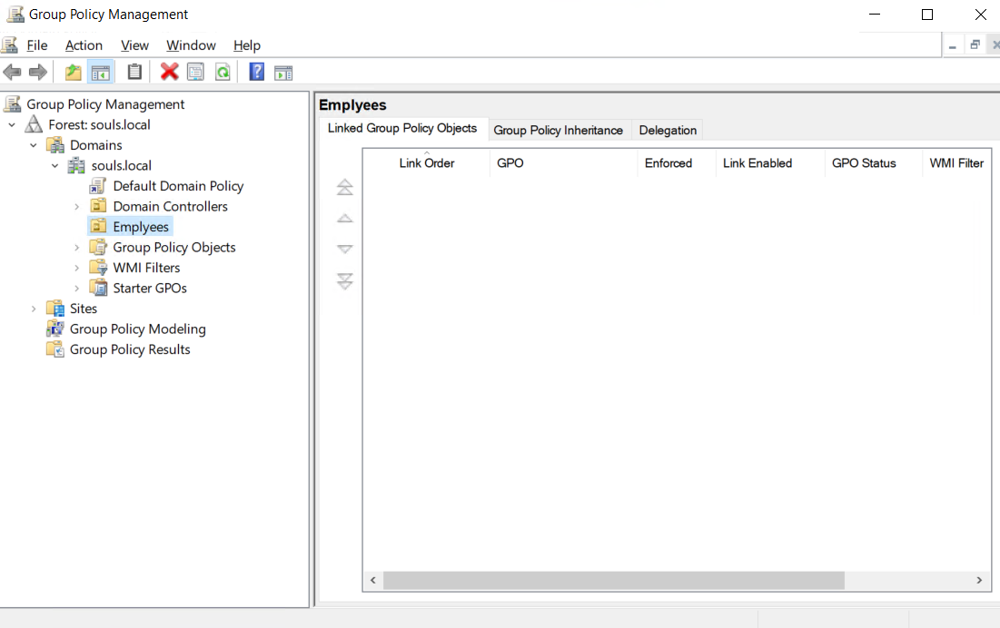 Group Policy Management
File Action View Window Help
Group Policy Management
Forest: souls.local
Domains
souls.local
Default Domain Policy
Domain Controllers
Emplyees
Group Policy Objects
WMI Filters
Starter GPOs
Sites
Group Policy Modeling
Group Policy Results
Emplyees
Linked Group Policy Objects Group Policy Inheritance Delegation
Link Order GPO Enforced Link Enabled GPO Status WMI Filter